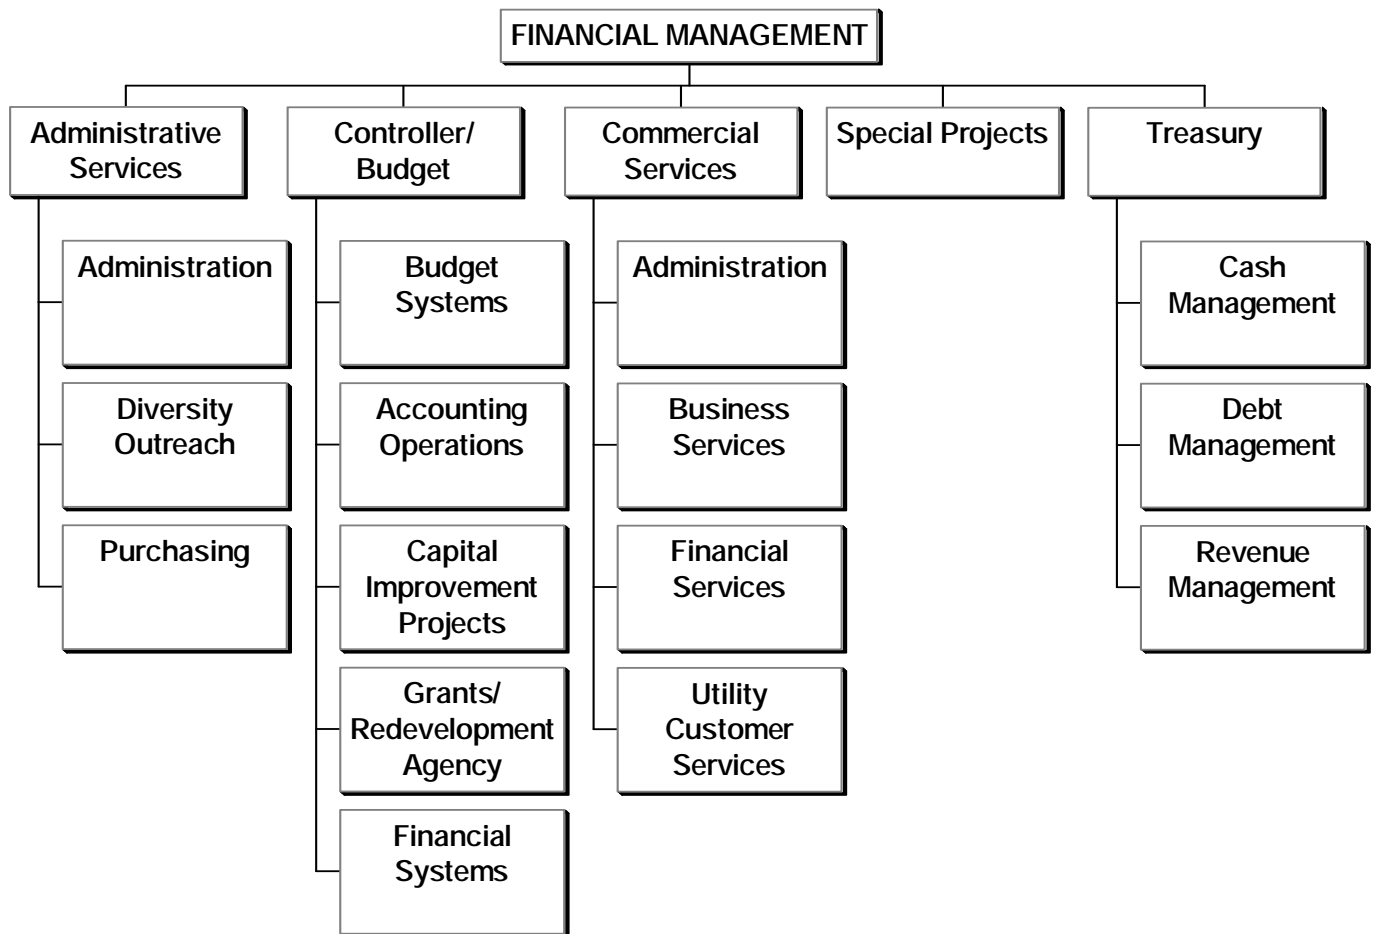 FINANCIAL MANAGEMENT
Administrative
Services
Controller/
Budget
Commercial
Services
Special Projects
Treasury
Administration
Diversity
Outreach
Purchasing
Budget
Systems
Accounting
Operations
Capital
Improvement
Projects
Grants/
Redevelopment
Agency
Financial
Systems
Administration
Business
Services
Financial
Services
Utility
Customer
Services
Cash
Management
Debt
Management
Revenue
Management